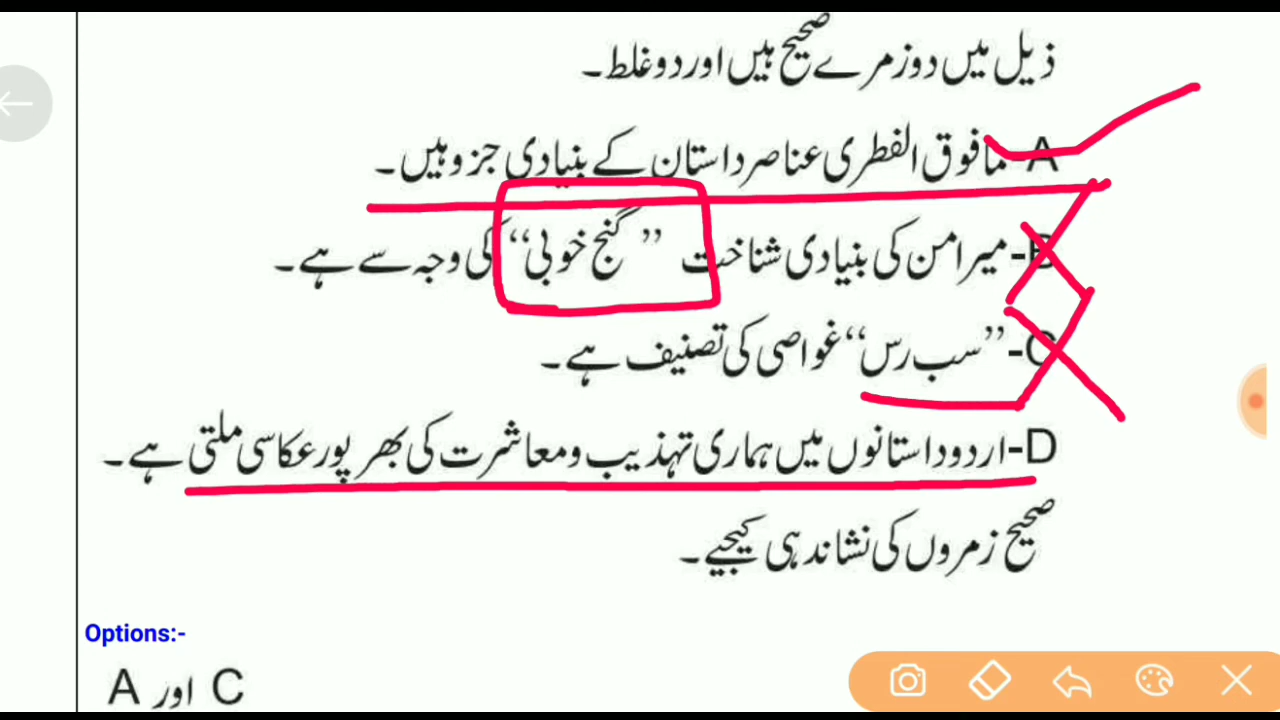 ذیل میں دو زمرے صحیح ہیں اور دو غلط۔
A- مافوق الفطری عناصر داستان کے بنیادی جزو ہیں۔
B- میر امن کی بنیادی شناخت ”گنج خوبی“ کی وجہ سے ہے۔
C- ”سب رس“ غواصی کی تصنیف ہے۔
D- اردو داستانوں میں ہماری تہذیب و معاشرت کی بھرپور عکاسی ملتی ہے۔
صحیح زمروں کی نشاندہی کیجیے۔
Options:-
A اور C